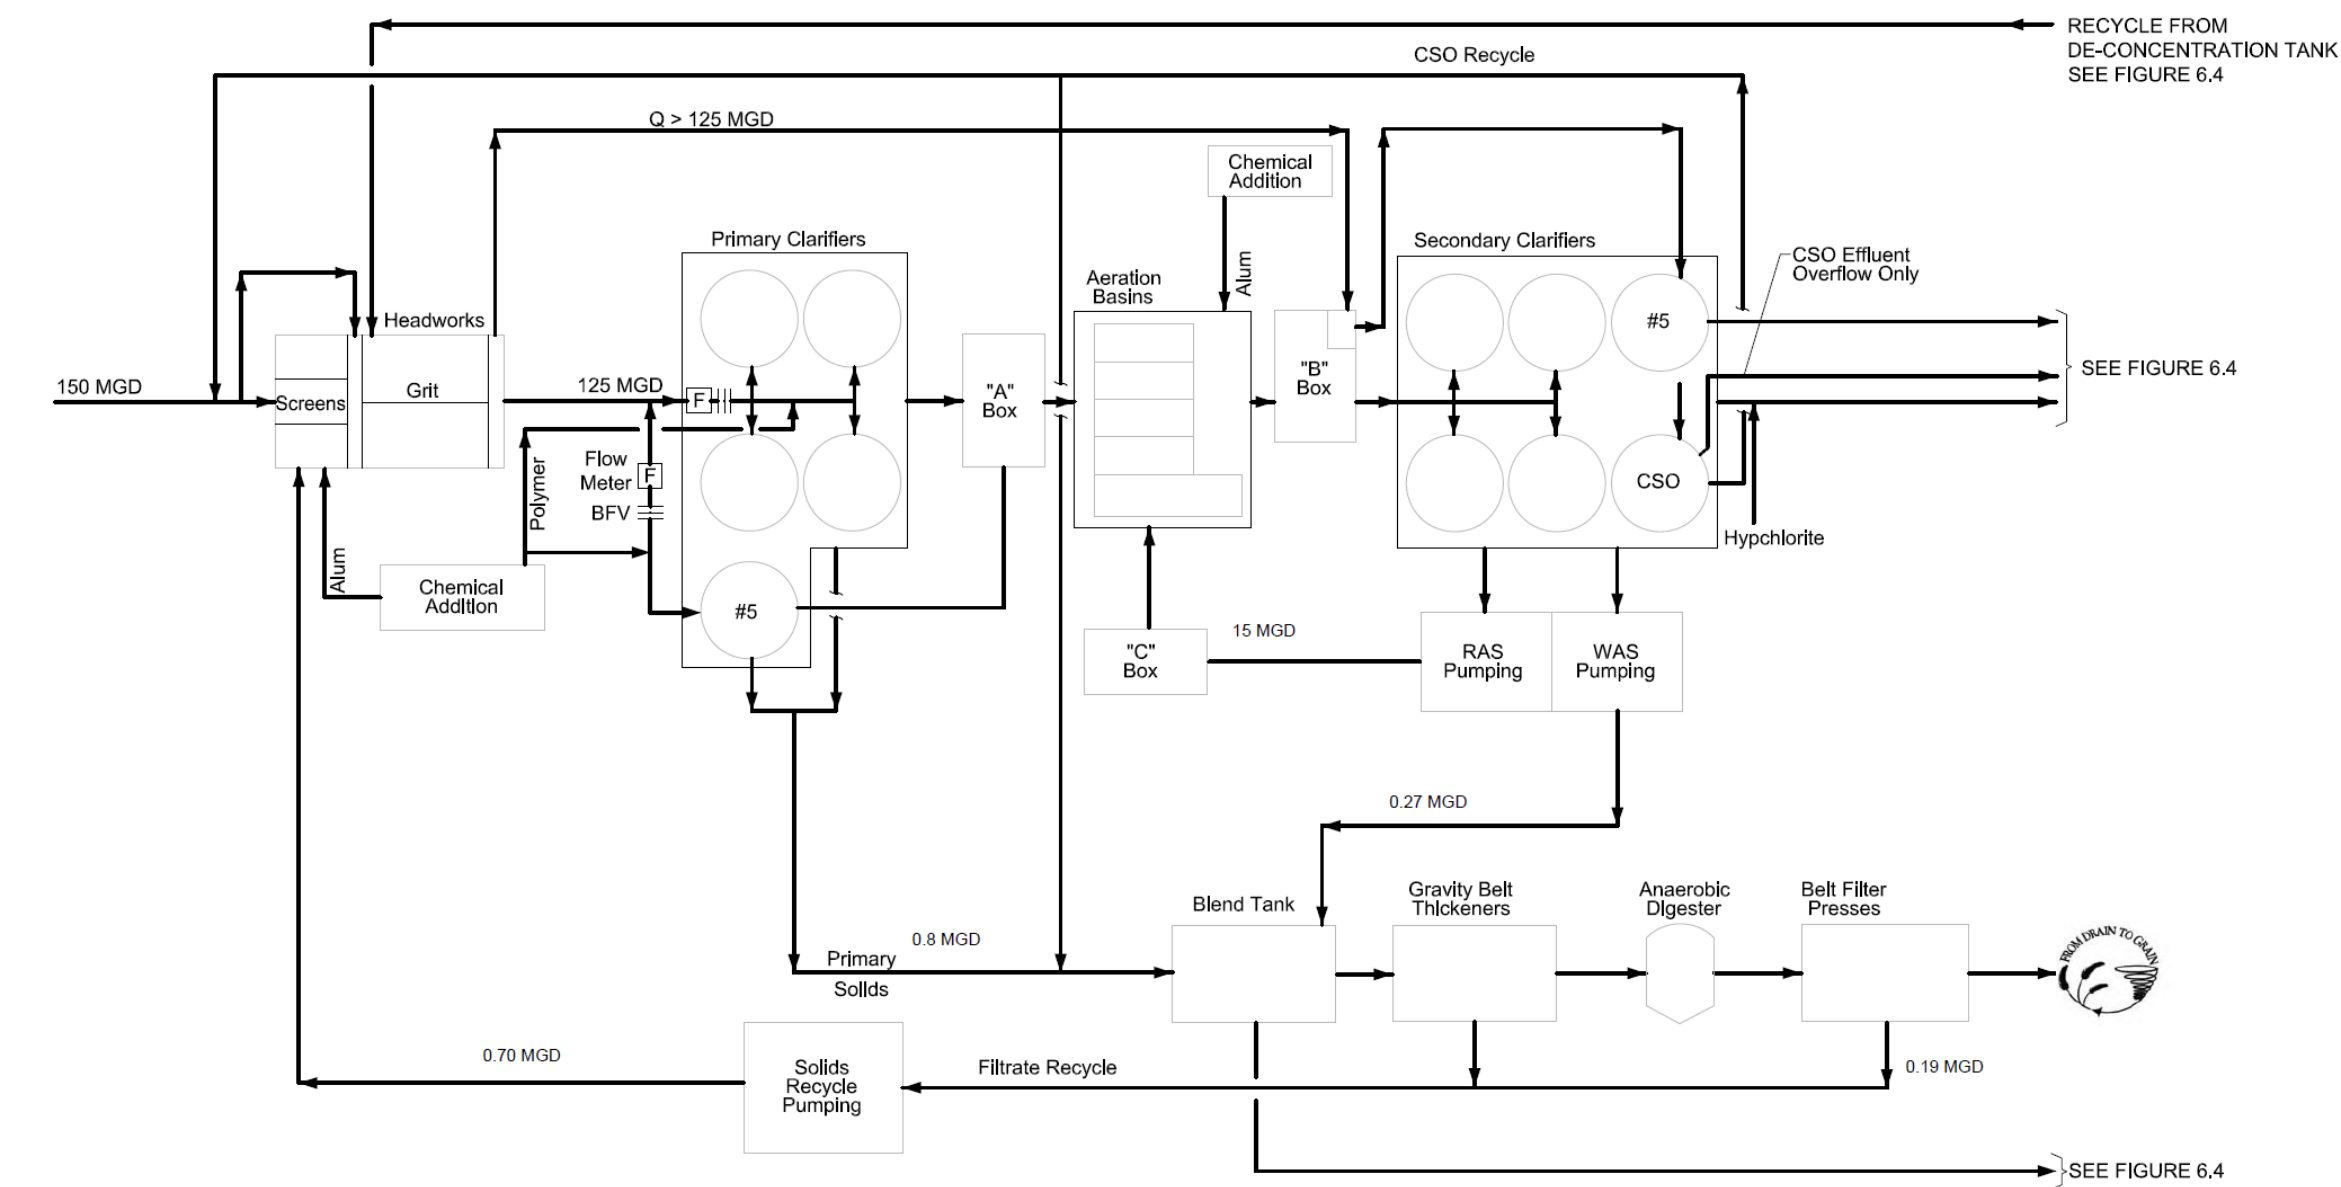 RECYCLE FROM
DE-CONCENTRATION TANK
SEE FIGURE 6.4
CSO Recycle
Q > 125 MGD
Chemical
Addition
Alum
Primary Clarifiers
Secondary Clarifiers
CSO Effluent
Overflow Only
Aeration
Basins
Headworks
#5
150 MGD
Screens
Grit
125 MGD
F
"A"
Box
"B"
Box
SEE FIGURE 6.4
Flow
Meter
F
BFV
Polymer
CSO
Hypchlorite
Alum
Chemical
Addition
#5
"C"
Box
15 MGD
RAS
Pumping
WAS
Pumping
0.27 MGD
Blend Tank
Gravity Belt
Thickeners
Anaerobic
Digester
Belt Filter
Presses
0.8 MGD
Primary
Solids
FROM DRAIN TO GRAIN
0.70 MGD
Solids
Recycle
Pumping
Filtrate Recycle
0.19 MGD
SEE FIGURE 6.4